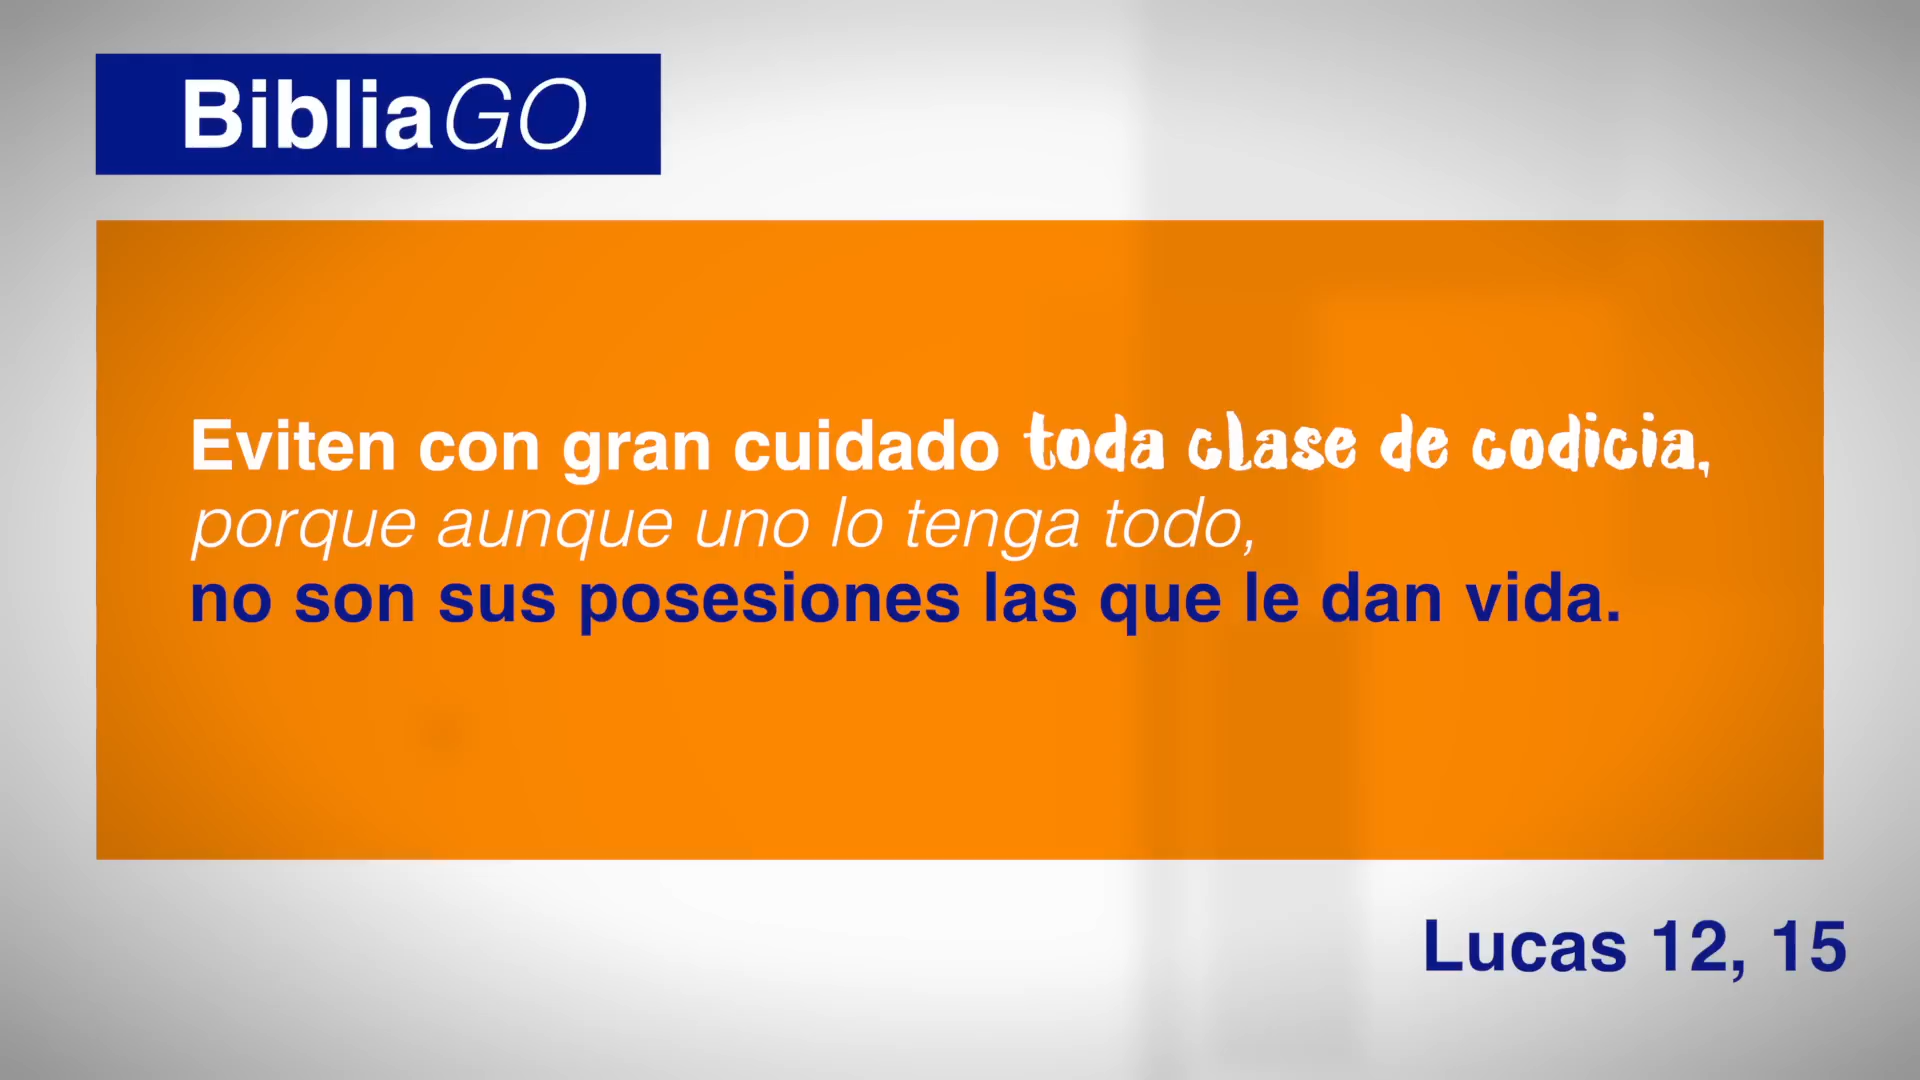 BibliaGO
Eviten con gran cuidado toda clase de codicia,
porque aunque uno lo tenga todo,
no son sus posesiones las que le dan vida.
Lucas 12, 15